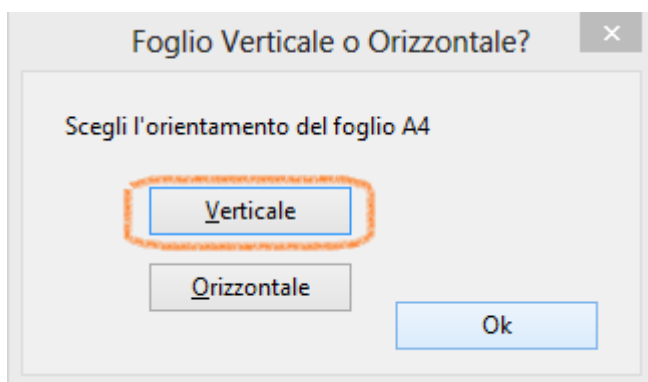 Foglio Verticale o Orizzontale?
Scegli l'orientamento del foglio A4
Verticale
Orizzontale
Ok